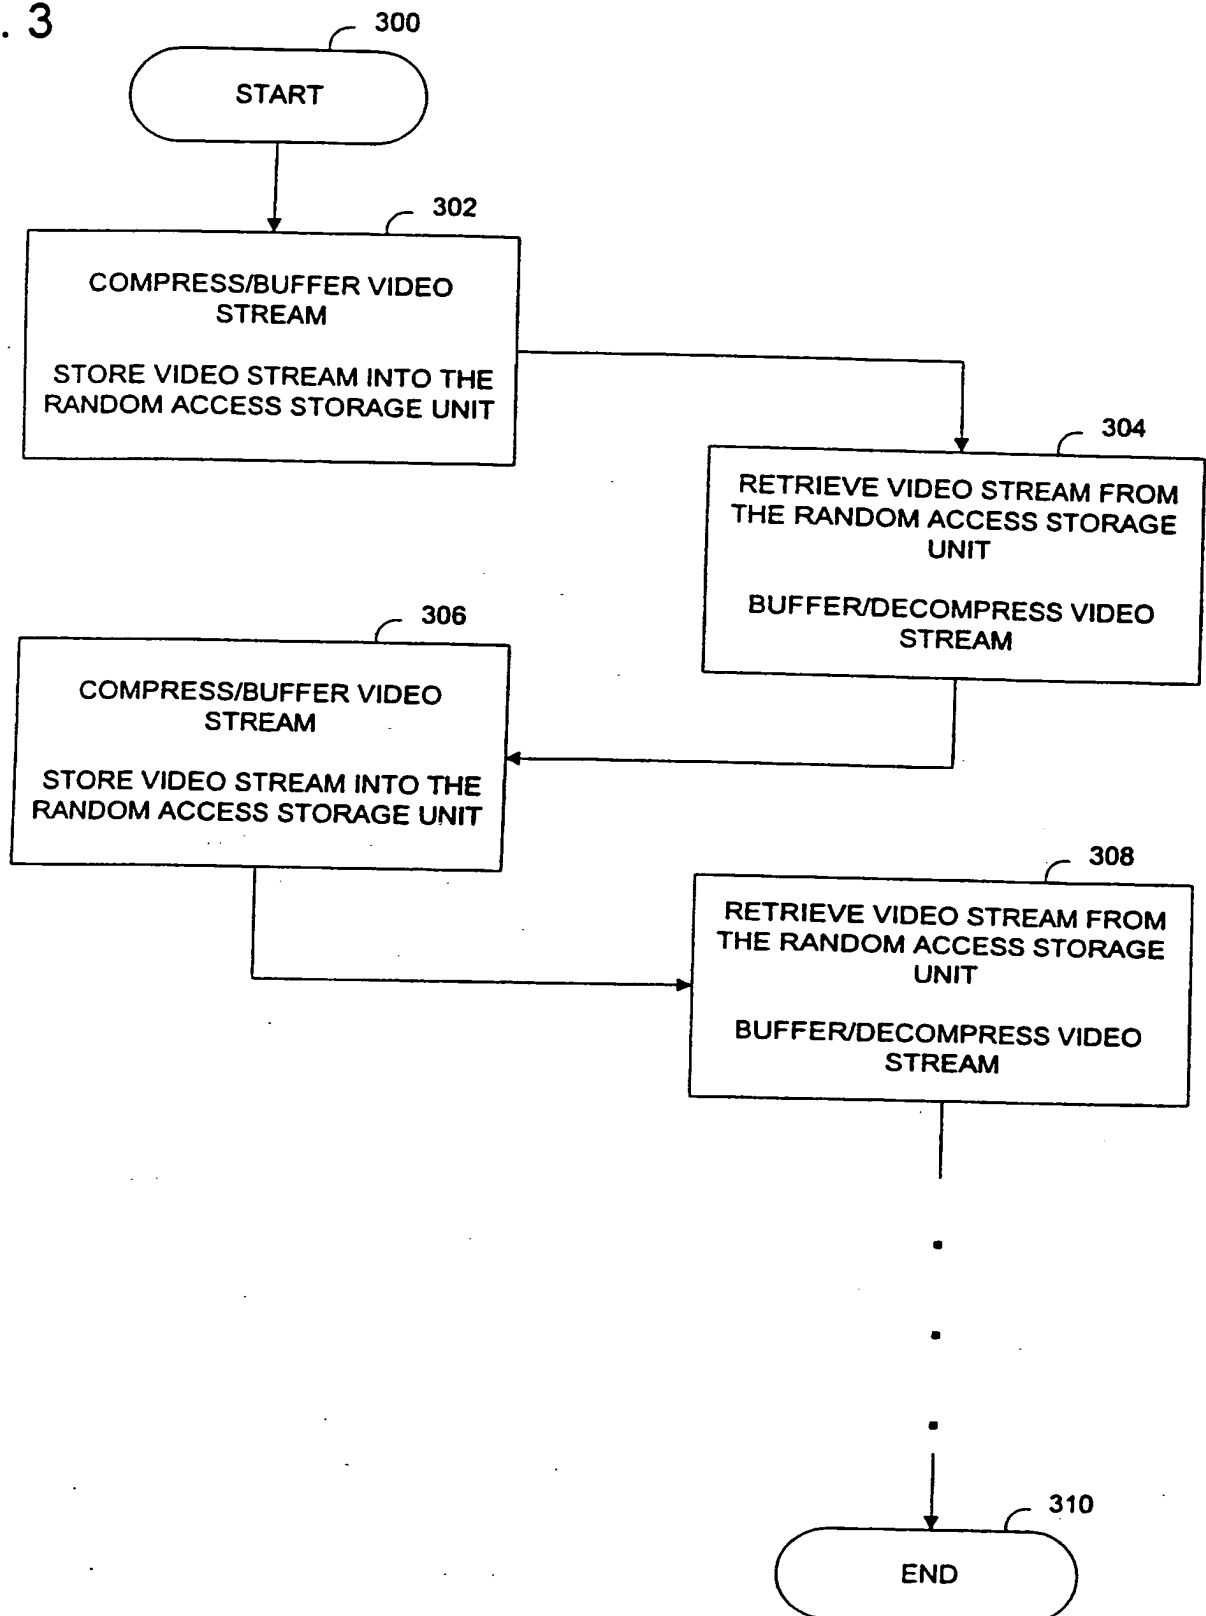 . 3
300
START
302
COMPRESS/BUFFER VIDEO
STREAM
STORE VIDEO STREAM INTO THE
RANDOM ACCESS STORAGE UNIT
304
RETRIEVE VIDEO STREAM FROM
THE RANDOM ACCESS STORAGE
UNIT
BUFFER/DECOMPRESS VIDEO
STREAM
306
COMPRESS/BUFFER VIDEO
STREAM
STORE VIDEO STREAM INTO THE
RANDOM ACCESS STORAGE UNIT
308
RETRIEVE VIDEO STREAM FROM
THE RANDOM ACCESS STORAGE
UNIT
BUFFER/DECOMPRESS VIDEO
STREAM
310
END